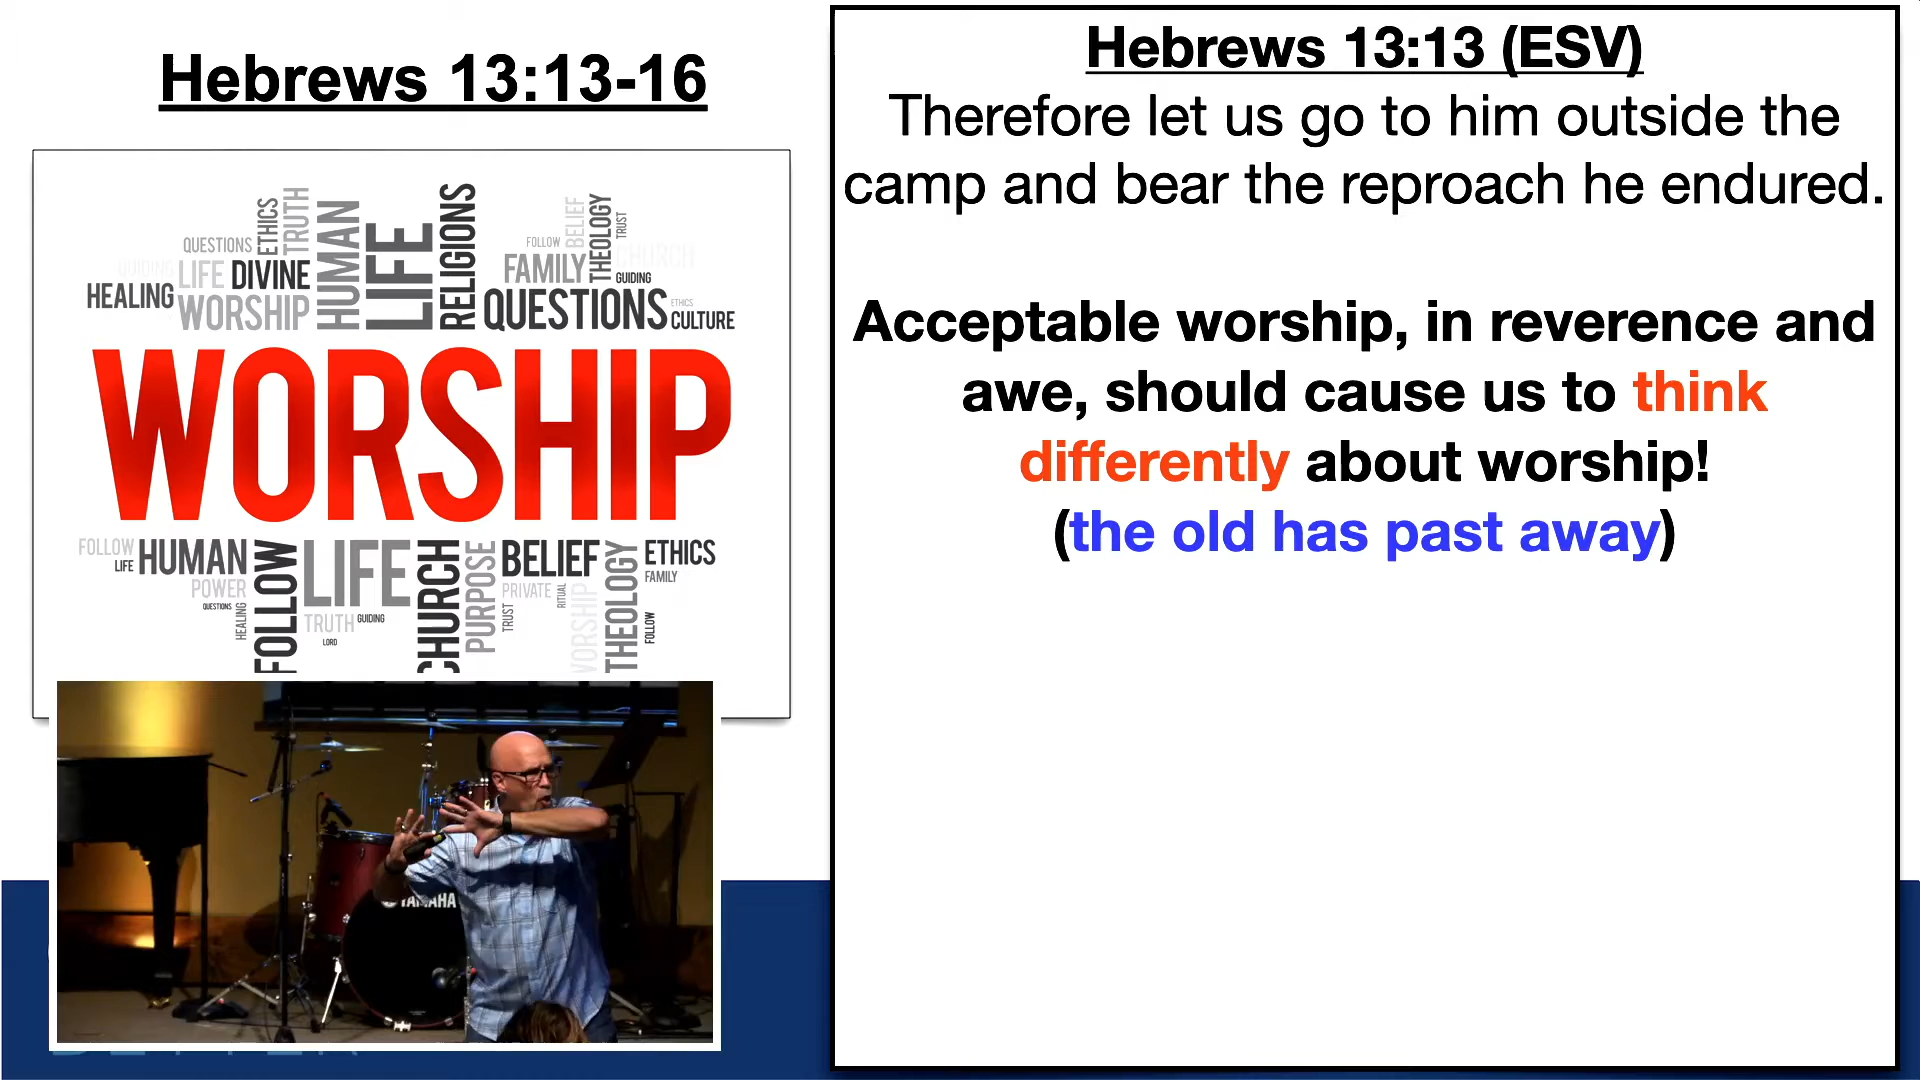 Hebrews 13:13-16
QUESTIONS
ETHICS
TRUTH
HUMAN
LIFE
RELIGIONS
FOLLOW
BELIEF
THEOLOGY
TRUST
CHURCH
GUIDING
LIFE
DIVINE
FAMILY
GUIDING
HEALING
WORSHIP
QUESTIONS
ETHICS
CULTURE
WORSHIP
FOLLOW
HUMAN
LIFE
POWER
QUESTIONS
HEALING
FOLLOW
LIFE
TRUTH
GUIDING
LORD
CHURCH
PURPOSE
BELIEF
PRIVATE
TRUST
RITUAL
WORSHIP
THEOLOGY
ETHICS
FAMILY
FOLLOW
YAMAHA
Hebrews 13:13 (ESV)
Therefore let us go to him outside the
camp and bear the reproach he endured.
Acceptable worship, in reverence and
awe, should cause us to think
differently about worship!
(the old has past away)